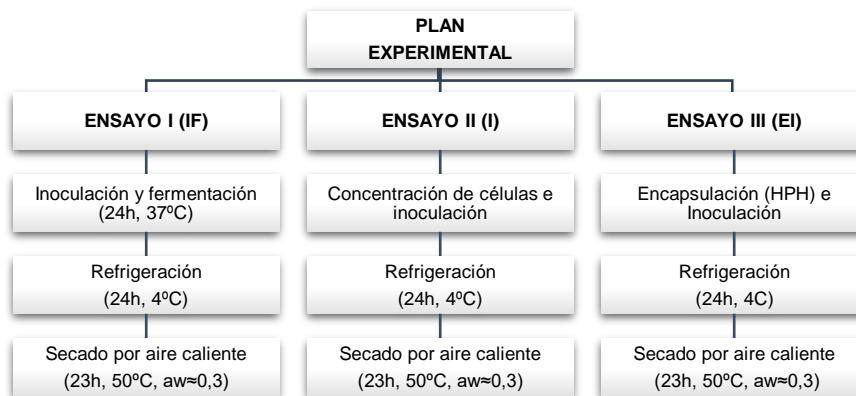 PLAN
EXPERIMENTAL
ENSAYO I (IF)
Inoculación y fermentación
(24h, 37ºC)
Refrigeración
(24h, 4ºC)
Secado por aire caliente
(23h, 50ºC, aw≈0,3)
ENSAYO II (I)
Concentración de células e
inoculación
Refrigeración
(24h, 4ºC)
Secado por aire caliente
(23h, 50ºC, aw≈0,3)
ENSAYO III (EI)
Encapsulación (HPH) e
Inoculación
Refrigeración
(24h, 4C)
Secado por aire caliente
(23h, 50ºC, aw≈0,3)